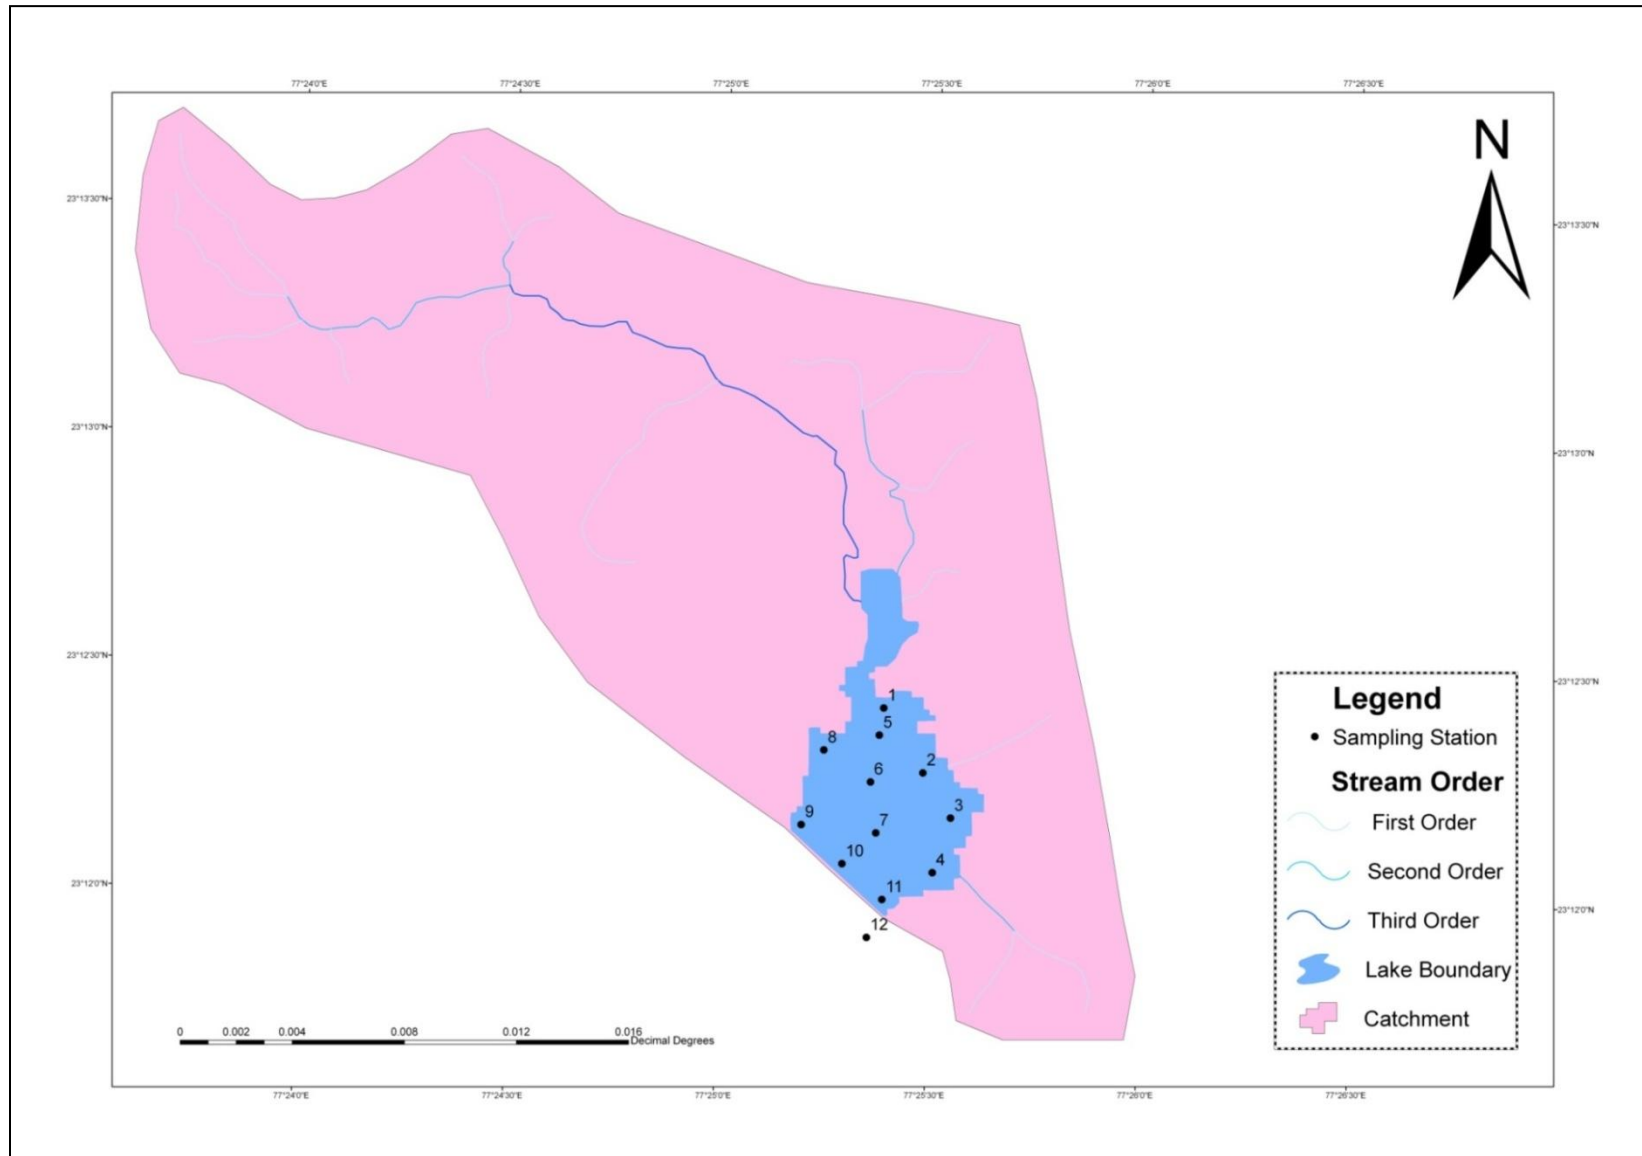 77°24'0"E
77°24'30"E
77°25'0"E
77°25'30"E
77°26'0"E
77°26'30"E
N
23°13'30"N
23°13'30"N
23°13'0"N
23°13'0"N
23°12'30"N
23°12'30"N
23°12'0"N
23°12'0"N
1
5
8
2
6
3
9
7
10
4
11
12
Legend
Sampling Station
Stream Order
First Order
Second Order
Third Order
Lake Boundary
Catchment
0 0.002 0.004 0.008 0.012 0.016
Decimal Degrees
77°24'0"E
77°24'30"E
77°25'0"E
77°25'30"E
77°26'0"E
77°26'30"E